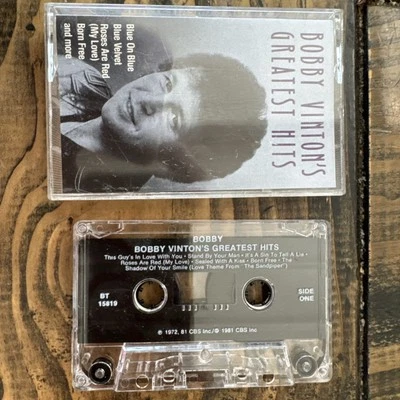 BOBBY VINTON'S
GREATEST HITS
Blue On Blue
Blue Velvet
Roses Are Red
(My Love)
Born Free
and more
BOBBY
BOBBY VINTON'S GREATEST HITS
This Guy's In Love With You • Stand By Your Man • It's A Sin To Tell A Lie •
Roses Are Red (My Love) • Sealed With A Kiss • Born Free • The
Shadow Of Your Smile (Love Theme From "The Sandpiper")
BT
15819
SIDE
ONE
℗ 1972, 81 CBS Inc./© 1981 CBS Inc.